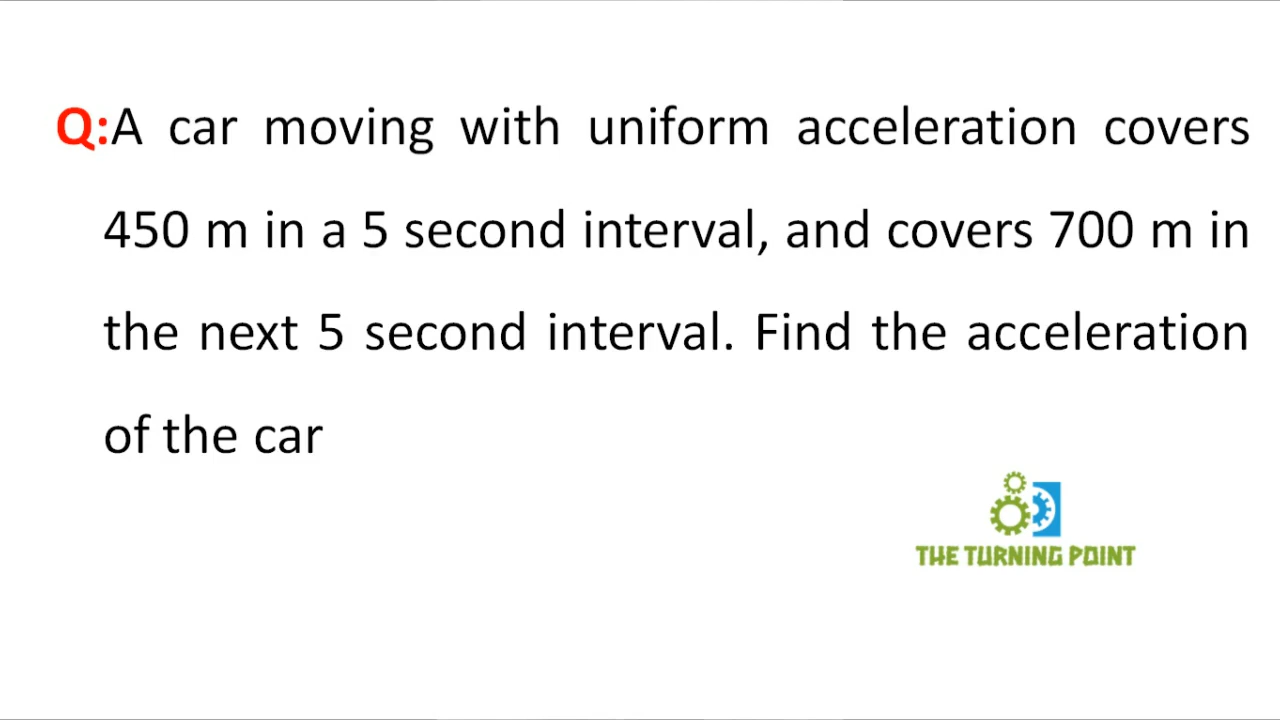 Q:A car moving with uniform acceleration covers
450 m in a 5 second interval, and covers 700 m in
the next 5 second interval. Find the acceleration
of the car
THE TURNING POINT